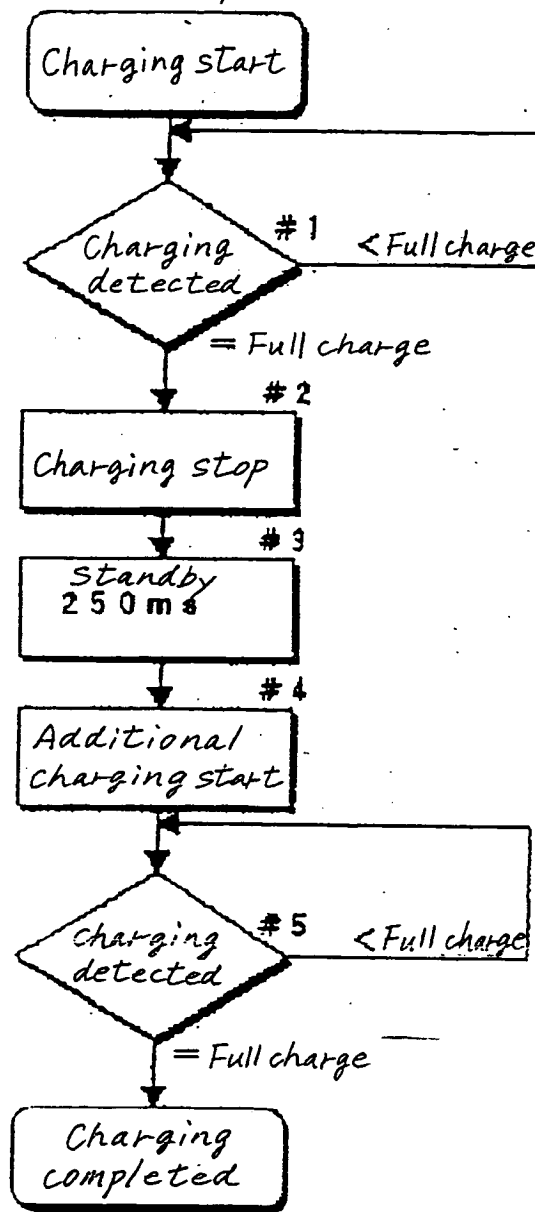 Charging start
#1
Charging
< Full charge
detected
= Full charge
#2
Charging stop
#3
Standby
250ms
#4
Additional
charging start
#5
Charging
< Full charge
detected
= Full charge
Charging
completed